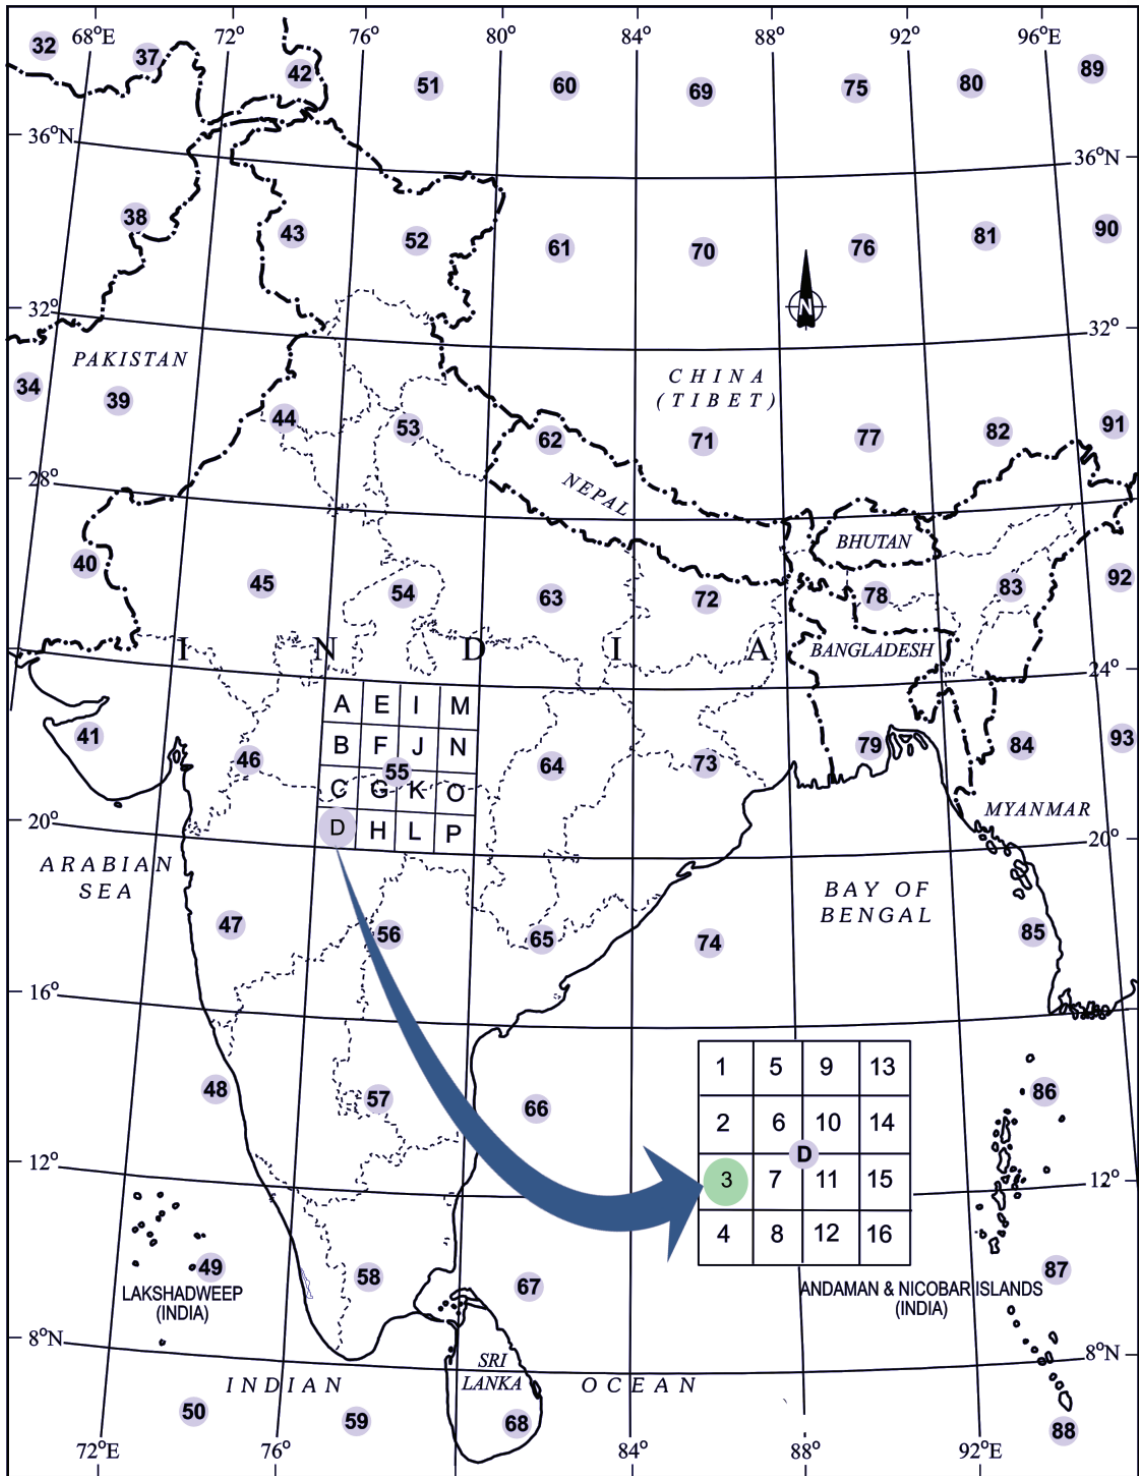 68°E 72° 76° 80° 84° 88° 92° 96°E
32 37 42 51 60 69 75 80 89
36°N 36°N
38 43 52 61 70 76 81 90
N
32° 32°
PAKISTAN
CHINA
(TIBET)
34 39 44 53 62 71 77 82 91
28° 28°
NEPAL
BHUTAN
40 45 54 63 72 78 83 92
I N D I A
BANGLADESH
24°
A E I M
B F J N
C G K O
D H L P
55
41 46 64 73 79 84 93
MYANMAR
20° 20°
ARABIAN
SEA
BAY OF
BENGAL
47 56 65 74 85
16°
48 57 66 86
1 5 9 13
2 6 10 14
D
3 7 11 15
4 8 12 16
12° 12°
49 58 67 87
LAKSHADWEEP
(INDIA)
ANDAMAN & NICOBAR ISLANDS
(INDIA)
8°N 8°N
SRI
LANKA
INDIAN OCEAN
50 59 68 88
72°E 76° 84° 88° 92°E